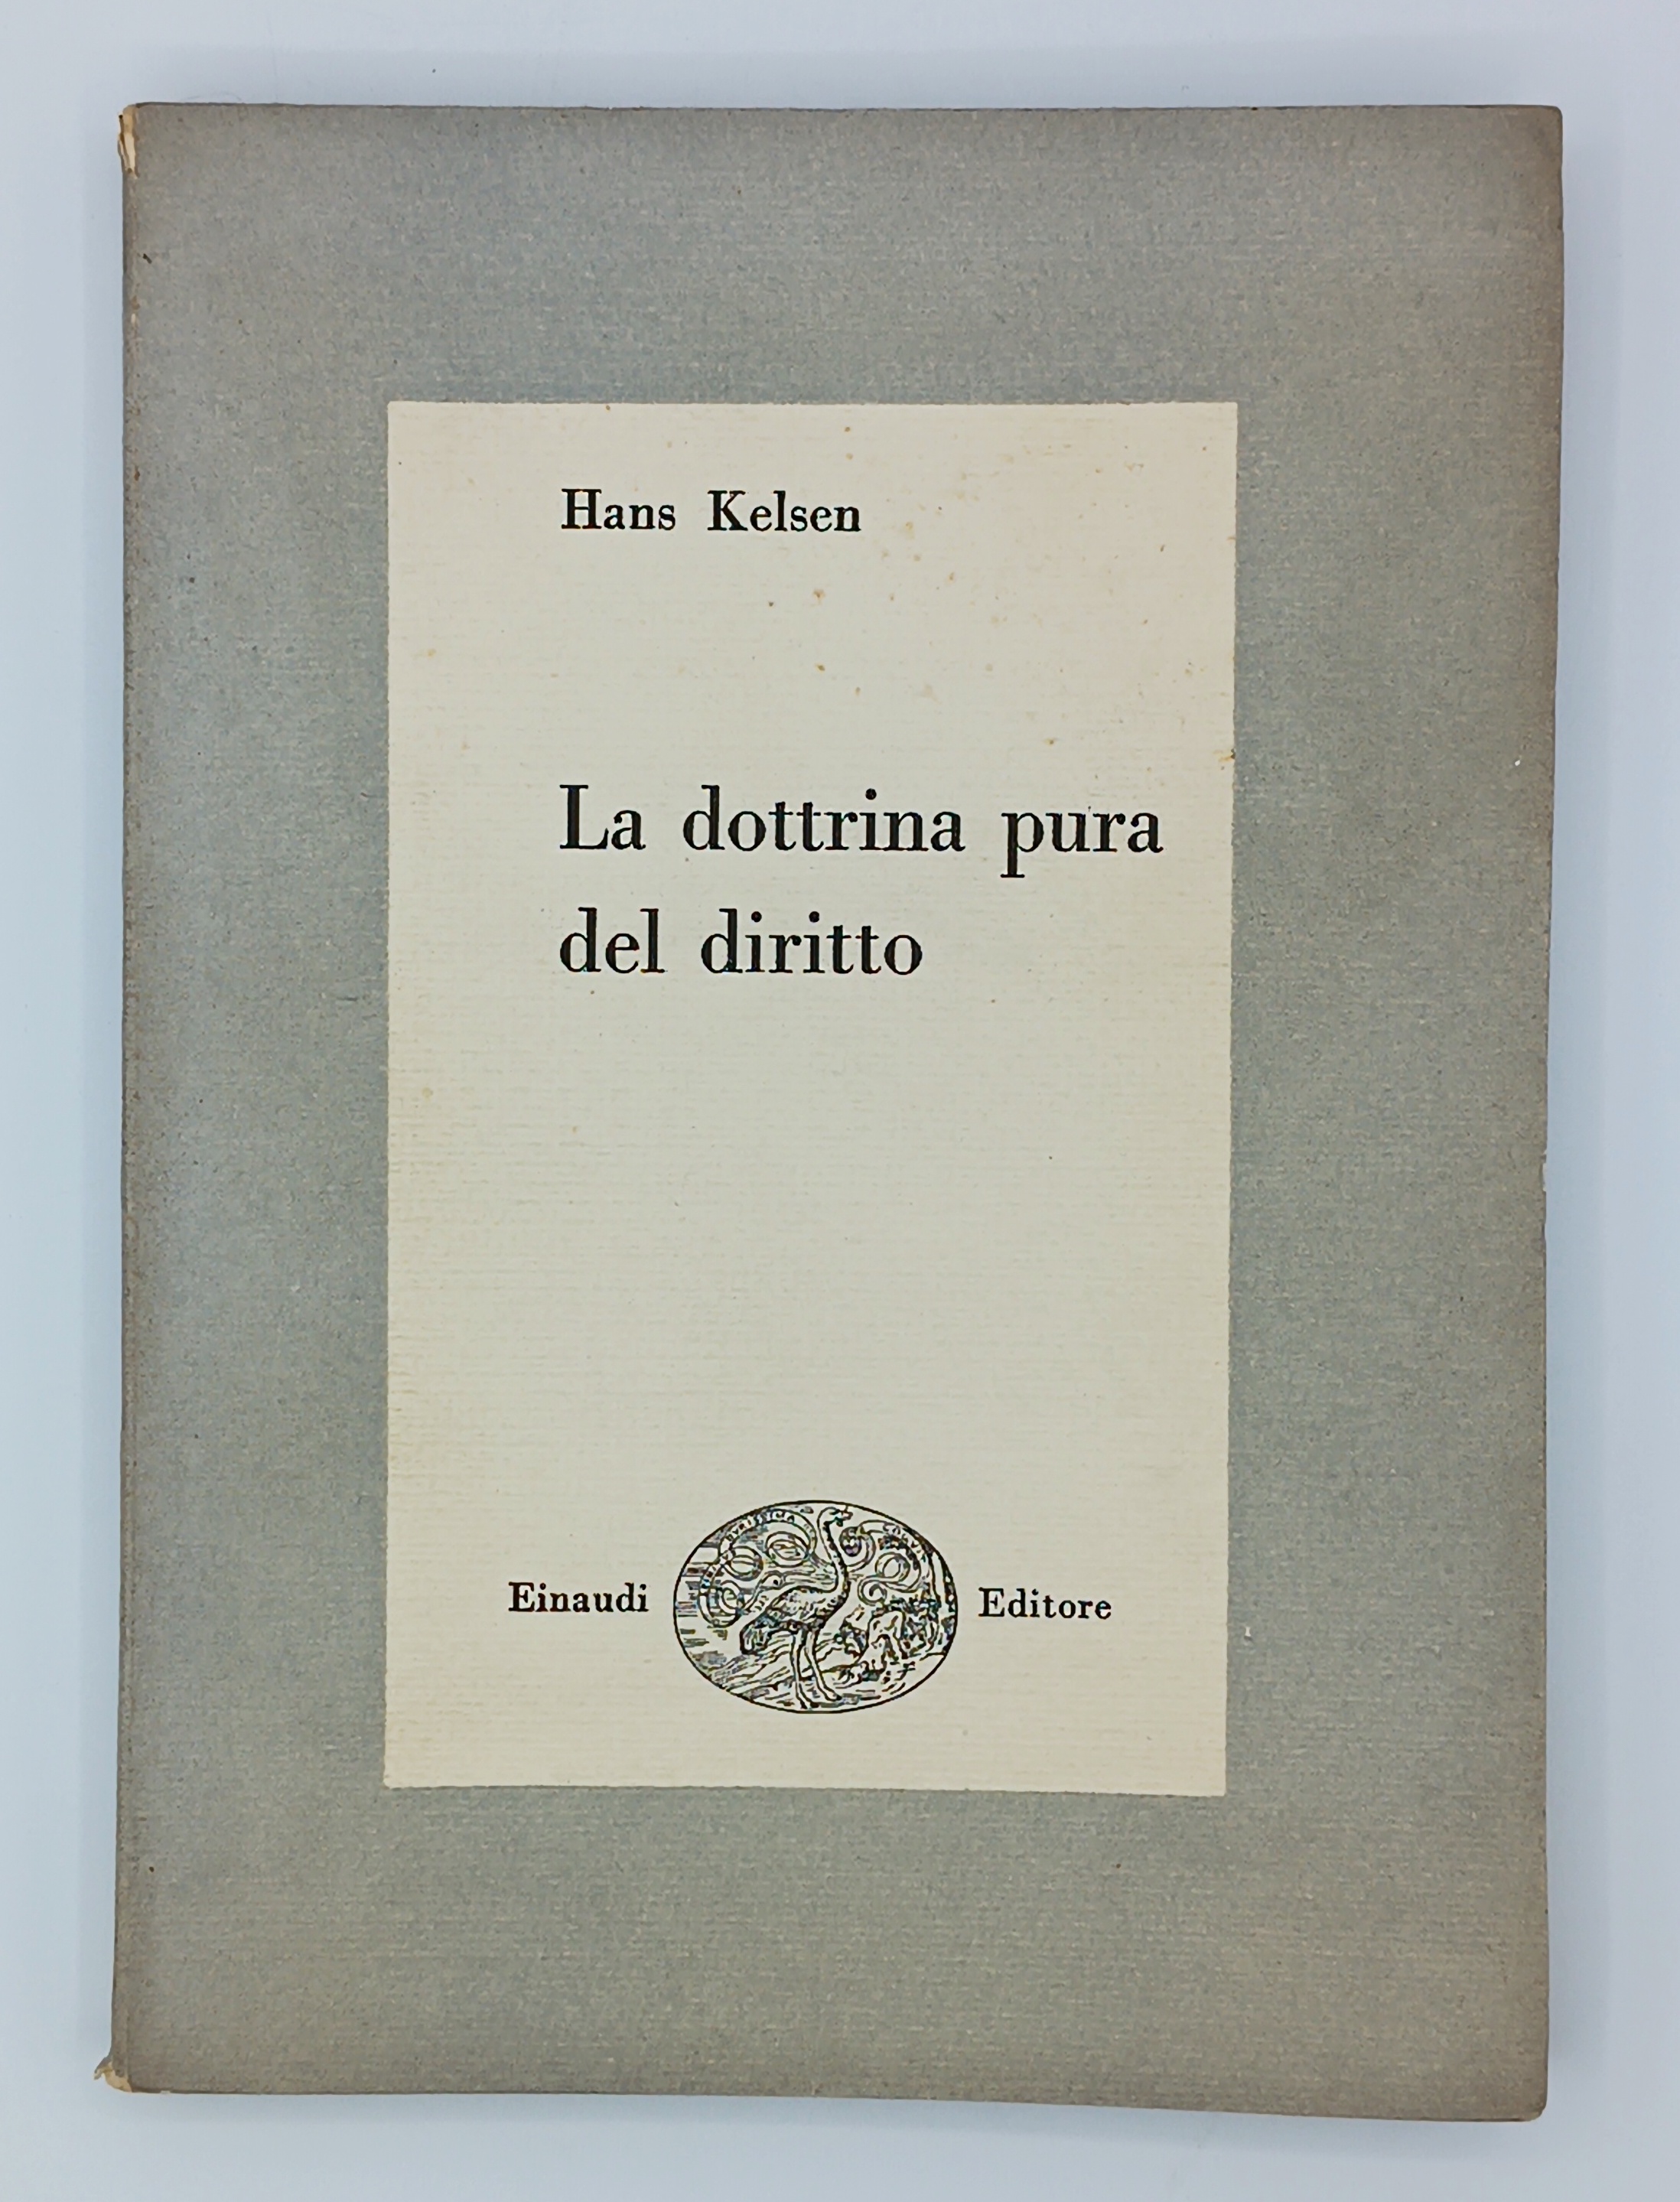 Hans Kelsen
La dottrina pura
del diritto
Einaudi Editore